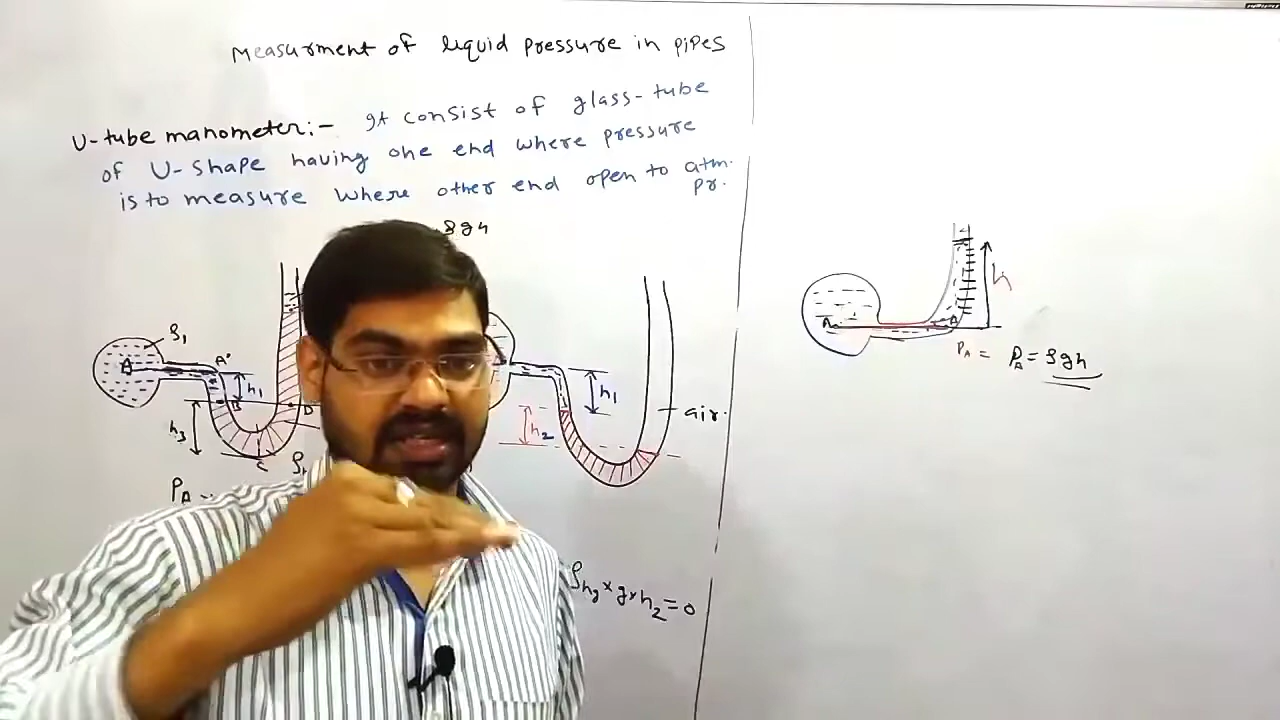 Measurment of liquid pressure in pipes
U-tube manometer:- It consist of glass-tube
of U-shape having one end where pressure
is to measure where other end open to atm.
pr.
ρgh
ρ1
A
A'
h1
B
D
h3
C
PA
h1
h2
air
ρhg × g × h2 = 0
A
A
h
PA = PA = ρgh